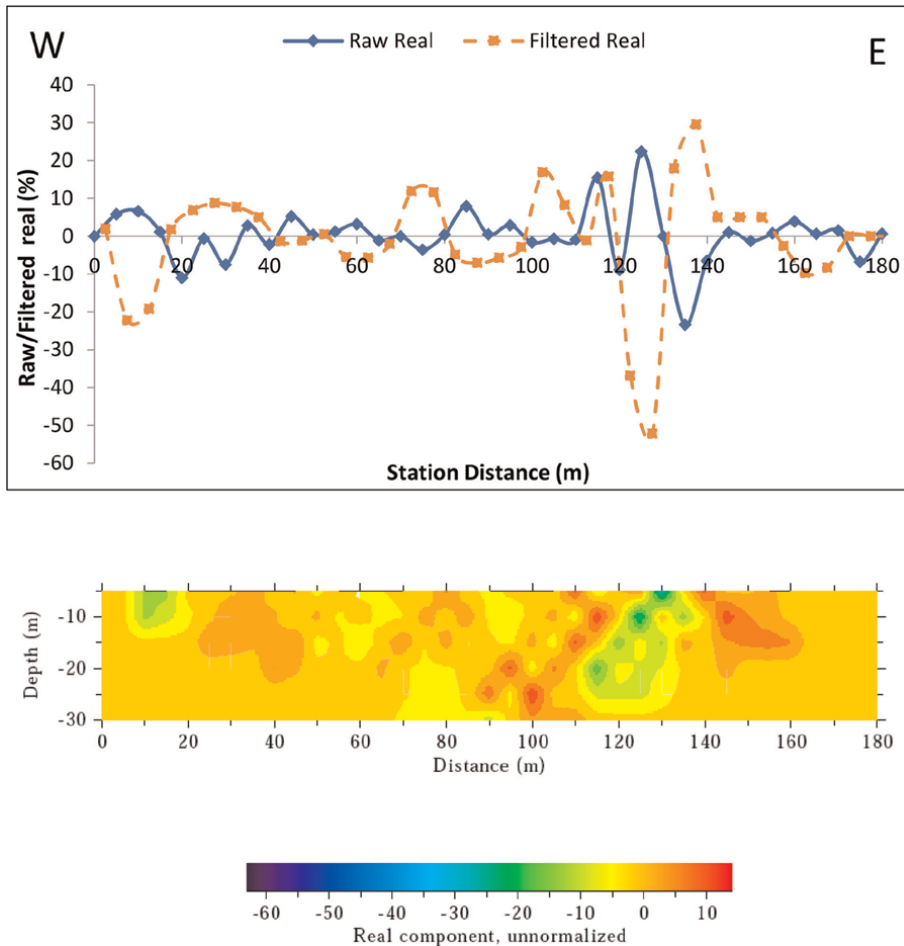 W E
Raw Real Filtered Real
40
30
20
10
0
-10
-20
-30
-40
-50
-60
Raw/Filtered real (%)
0 20 40 60 80 100 120 140 160 180
Station Distance (m)
Depth (m)
-10
-20
-30
0 20 40 60 80 100 120 140 160 180
Distance (m)
-60 -50 -40 -30 -20 -10 0 10
Real component, unnormalized